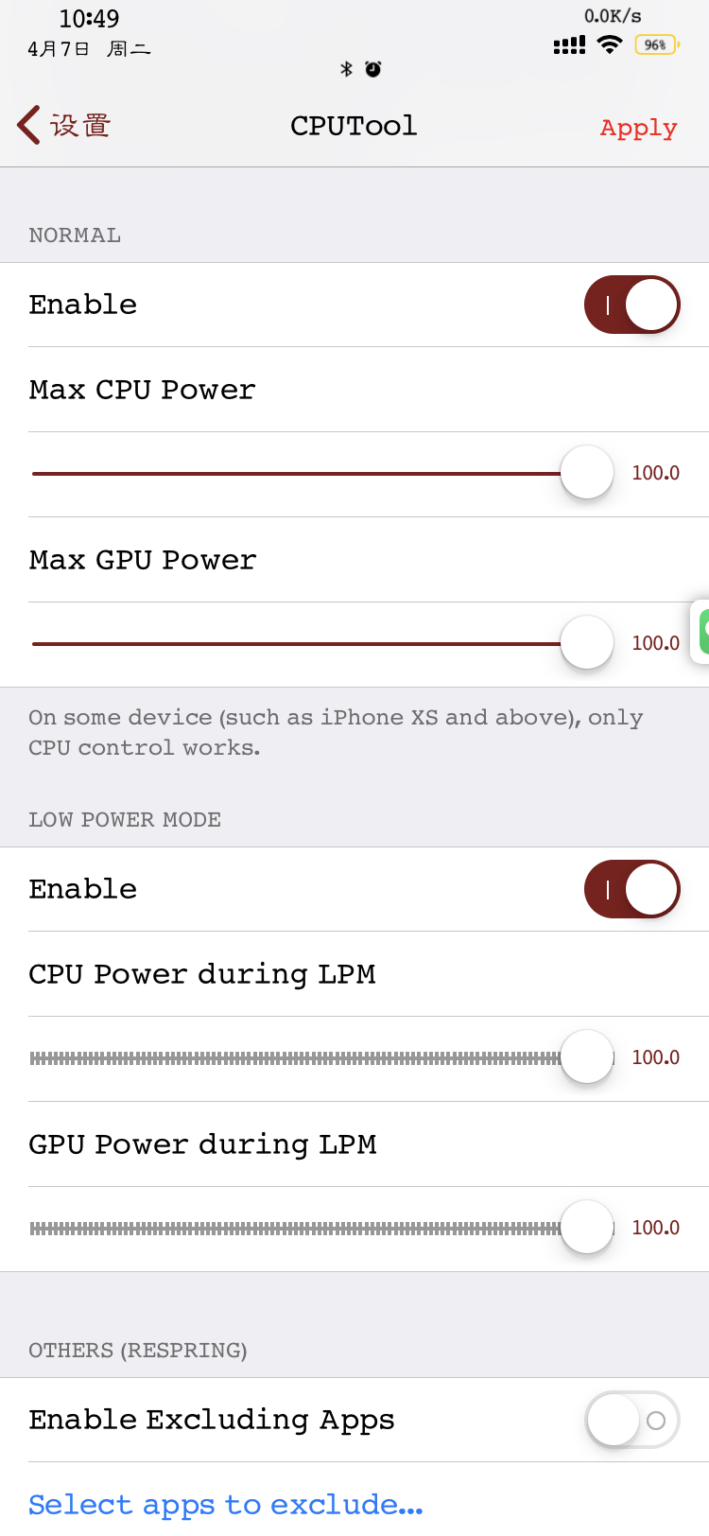 10:49
0.0K/s
4月7日 周二
96%
设置
CPUTool
Apply
NORMAL
Enable
Max CPU Power
100.0
Max GPU Power
100.0
On some device (such as iPhone XS and above), only
CPU control works.
LOW POWER MODE
Enable
CPU Power during LPM
100.0
GPU Power during LPM
100.0
OTHERS (RESPRING)
Enable Excluding Apps
Select apps to exclude...